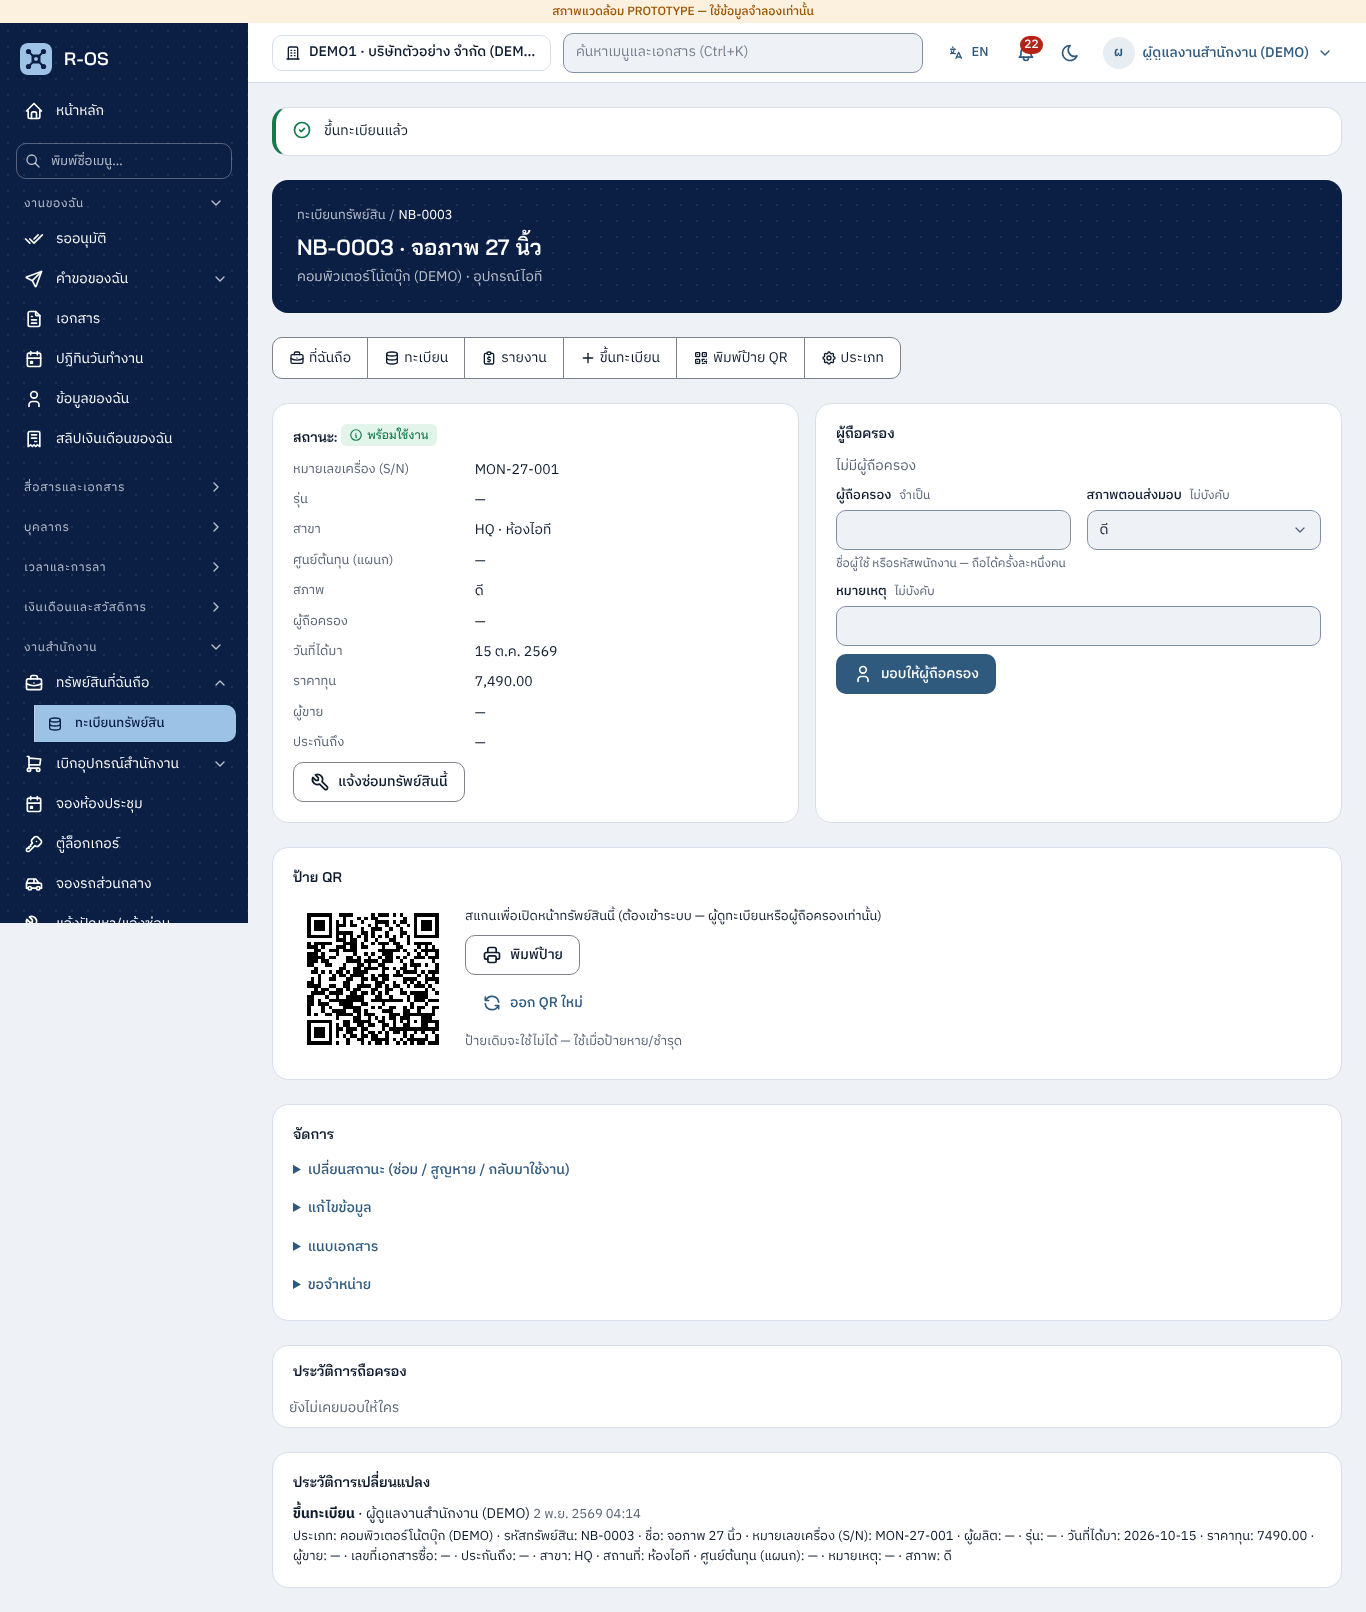 สภาพแวดล้อม PROTOTYPE — ใช้ข้อมูลจำลองเท่านั้น
R-OS
DEMO1 · บริษัทตัวอย่าง จำกัด (DEM...
ค้นหาเมนูและเอกสาร (Ctrl+K)
EN
22
ผ
ผู้ดูแลงานสำนักงาน (DEMO)
หน้าหลัก
พิมพ์ชื่อเมนู...
งานของฉัน
รออนุมัติ
คำขอของฉัน
เอกสาร
ปฏิทินวันทำงาน
ข้อมูลของฉัน
สลิปเงินเดือนของฉัน
สื่อสารและเอกสาร
บุคลากร
เวลาและการลา
เงินเดือนและสวัสดิการ
งานสำนักงาน
ทรัพย์สินที่ฉันถือ
ทะเบียนทรัพย์สิน
เบิกอุปกรณ์สำนักงาน
จองห้องประชุม
ตู้ล็อกเกอร์
จองรถส่วนกลาง
แจ้งปัญหา/แจ้งซ่อม
ขึ้นทะเบียนแล้ว
ทะเบียนทรัพย์สิน / NB-0003
NB-0003 · จอภาพ 27 นิ้ว
คอมพิวเตอร์โน้ตบุ๊ก (DEMO) · อุปกรณ์ไอที
ที่ฉันถือ
ทะเบียน
รายงาน
ขึ้นทะเบียน
พิมพ์ป้าย QR
ประเภท
สถานะ: พร้อมใช้งาน
หมายเลขเครื่อง (S/N) MON-27-001
รุ่น —
สาขา HQ · ห้องไอที
ศูนย์ต้นทุน (แผนก) —
สภาพ ดี
ผู้ถือครอง —
วันที่ได้มา 15 ต.ค. 2569
ราคาทุน 7,490.00
ผู้ขาย —
ประกันถึง —
แจ้งซ่อมทรัพย์สินนี้
ผู้ถือครอง
ไม่มีผู้ถือครอง
ผู้ถือครอง จำเป็น
สภาพตอนส่งมอบ ไม่บังคับ
ดี
ชื่อผู้ใช้ หรือรหัสพนักงาน — ถือได้ครั้งละหนึ่งคน
หมายเหตุ ไม่บังคับ
มอบให้ผู้ถือครอง
ป้าย QR
สแกนเพื่อเปิดหน้าทรัพย์สินนี้ (ต้องเข้าระบบ — ผู้ดูทะเบียนหรือผู้ถือครองเท่านั้น)
พิมพ์ป้าย
ออก QR ใหม่
ป้ายเดิมจะใช้ไม่ได้ — ใช้เมื่อป้ายหาย/ชำรุด
จัดการ
เปลี่ยนสถานะ (ซ่อม / สูญหาย / กลับมาใช้งาน)
แก้ไขข้อมูล
แนบเอกสาร
ขอจำหน่าย
ประวัติการถือครอง
ยังไม่เคยมอบให้ใคร
ประวัติการเปลี่ยนแปลง
ขึ้นทะเบียน · ผู้ดูแลงานสำนักงาน (DEMO) 2 พ.ย. 2569 04:14
ประเภท: คอมพิวเตอร์โน้ตบุ๊ก (DEMO) · รหัสทรัพย์สิน: NB-0003 · ชื่อ: จอภาพ 27 นิ้ว · หมายเลขเครื่อง (S/N): MON-27-001 · ผู้ผลิต: — · รุ่น: — · วันที่ได้มา: 2026-10-15 · ราคาทุน: 7490.00 ·
ผู้ขาย: — · เลขที่เอกสารซื้อ: — · ประกันถึง: — · สาขา: HQ · สถานที่: ห้องไอที · ศูนย์ต้นทุน (แผนก): — · หมายเหตุ: — · สภาพ: ดี